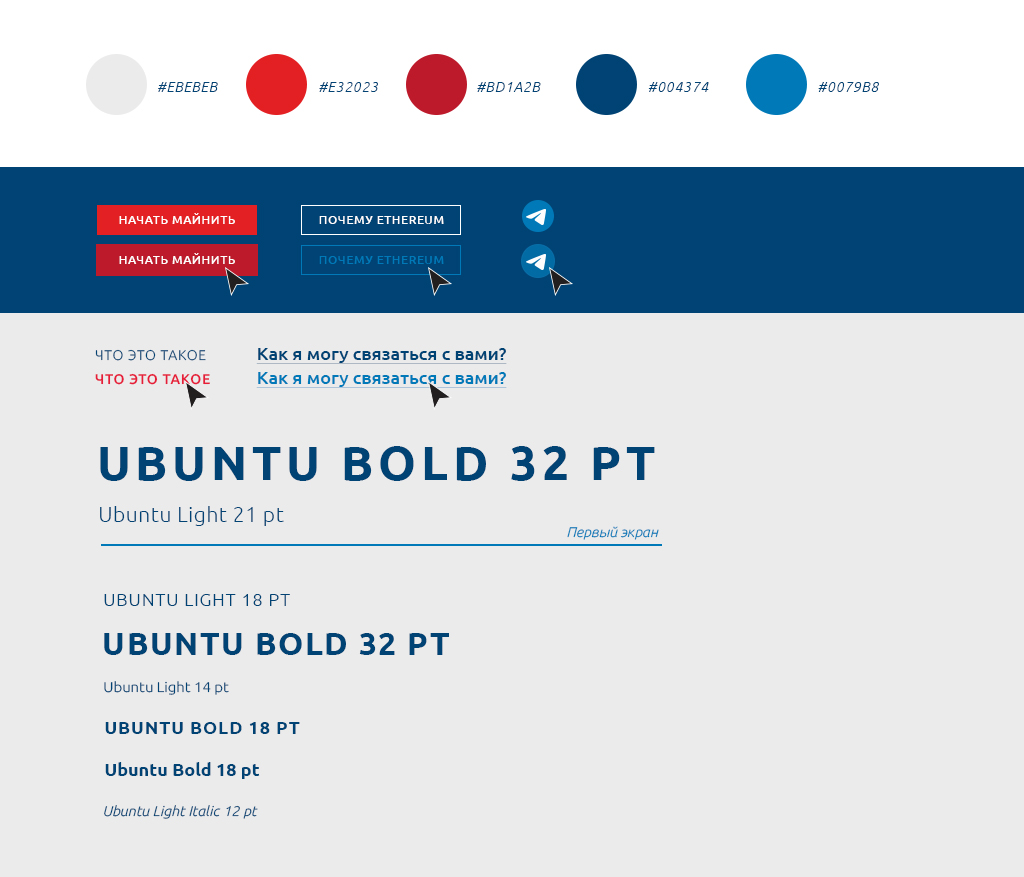 #EBEBEB #E32023 #BD1A2B #004374 #0079B8
НАЧАТЬ МАЙНИТЬ ПОЧЕМУ ETHEREUM
НАЧАТЬ МАЙНИТЬ ПОЧЕМУ ETHEREUM
ЧТО ЭТО ТАКОЕ Как я могу связаться с вами?
ЧТО ЭТО ТАКОЕ Как я могу связаться с вами?
UBUNTU BOLD 32 PT
Ubuntu Light 21 pt
Первый экран
UBUNTU LIGHT 18 PT
UBUNTU BOLD 32 PT
Ubuntu Light 14 pt
UBUNTU BOLD 18 PT
Ubuntu Bold 18 pt
Ubuntu Light Italic 12 pt